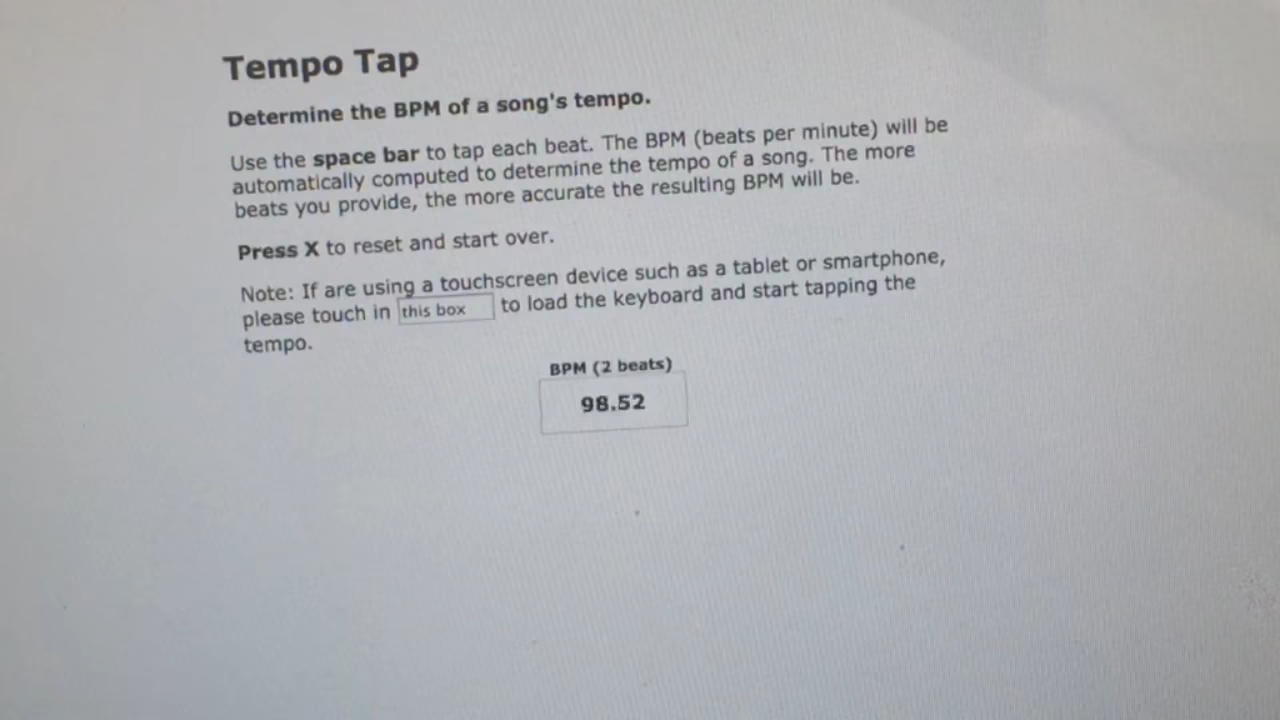 Tempo Tap
Determine the BPM of a song's tempo.
Use the space bar to tap each beat. The BPM (beats per minute) will be
automatically computed to determine the tempo of a song. The more
beats you provide, the more accurate the resulting BPM will be.
Press X to reset and start over.
Note: If are using a touchscreen device such as a tablet or smartphone,
please touch in this box to load the keyboard and start tapping the
tempo.
BPM (2 beats)
98.52